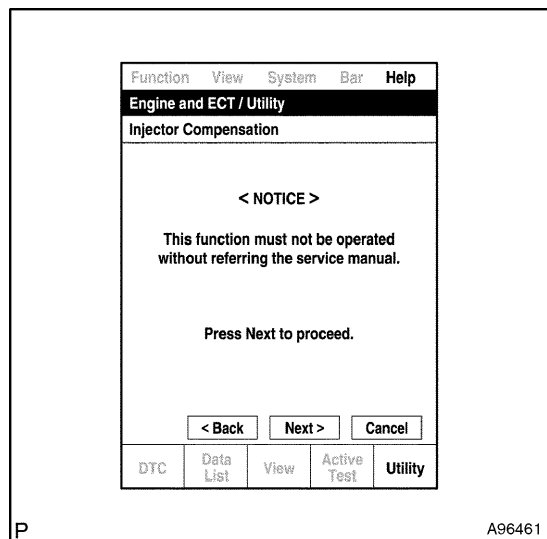 Function View System Bar Help
Engine and ECT / Utility
Injector Compensation
< NOTICE >
This function must not be operated
without referring the service manual.
Press Next to proceed.
< Back Next > Cancel
DTC Data List View Active Test Utility
P A96461